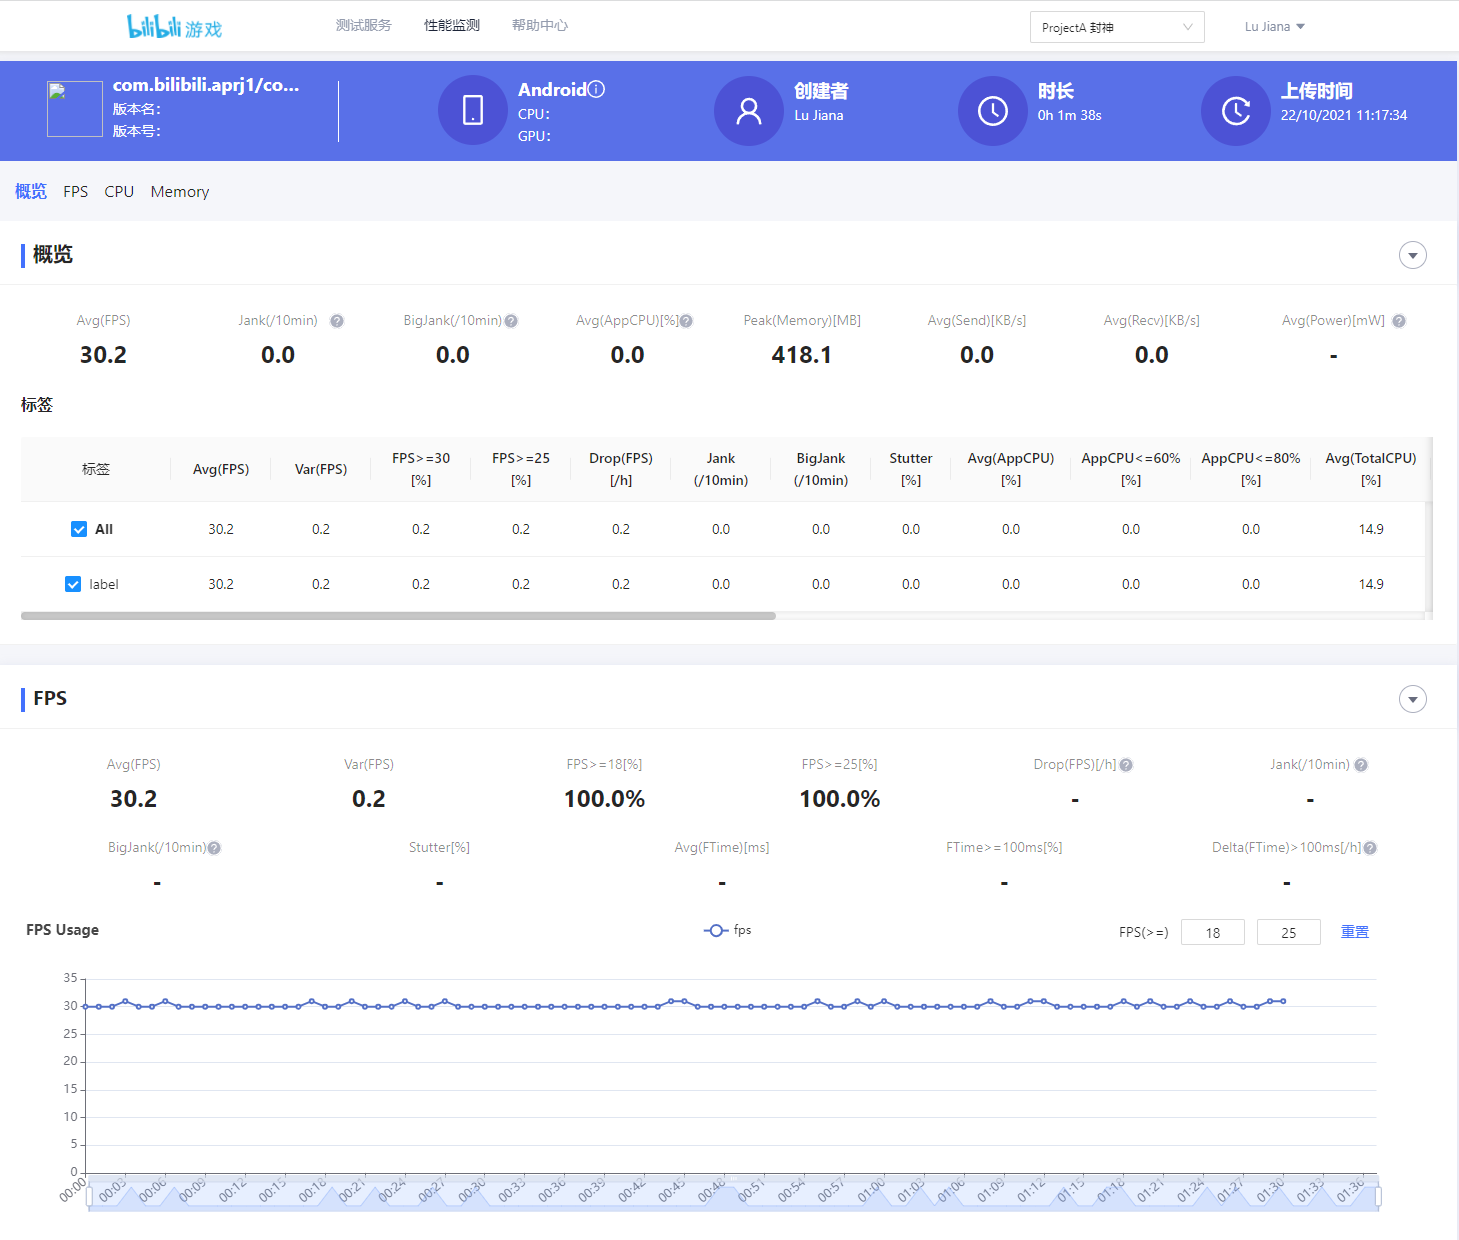 bilibili 游戏
测试服务 性能监测 帮助中心
ProjectA 封神
Lu Jiana
com.bilibili.aprj1/co...
版本名:
版本号:
Android
CPU:
GPU:
创建者
Lu Jiana
时长
0h 1m 38s
上传时间
22/10/2021 11:17:34
概览 FPS CPU Memory
概览
Avg(FPS) Jank(/10min) BigJank(/10min) Avg(AppCPU)[%] Peak(Memory)[MB] Avg(Send)[KB/s] Avg(Recv)[KB/s] Avg(Power)[mW]
30.2 0.0 0.0 0.0 418.1 0.0 0.0 -
标签
标签 Avg(FPS) Var(FPS) FPS>=30 [%] FPS>=25 [%] Drop(FPS) [/h] Jank (/10min) BigJank (/10min) Stutter [%] Avg(AppCPU) [%] AppCPU<=60% [%] AppCPU<=80% [%] Avg(TotalCPU) [%]
All 30.2 0.2 0.2 0.2 0.2 0.0 0.0 0.0 0.0 0.0 0.0 14.9
label 30.2 0.2 0.2 0.2 0.2 0.0 0.0 0.0 0.0 0.0 0.0 14.9
FPS
Avg(FPS) Var(FPS) FPS>=18[%] FPS>=25[%] Drop(FPS)[/h] Jank(/10min)
30.2 0.2 100.0% 100.0% - -
BigJank(/10min) Stutter[%] Avg(FTime)[ms] FTime>=100ms[%] Delta(FTime)>100ms[/h]
- - - - -
FPS Usage
fps
FPS(>=) 18 25 重置
35
30
25
20
15
10
5
0
00:00 00:03 00:06 00:09 00:12 00:15 00:18 00:21 00:24 00:27 00:30 00:33 00:36 00:39 00:42 00:45 00:48 00:51 00:54 00:57 01:00 01:03 01:06 01:09 01:12 01:15 01:18 01:21 01:24 01:27 01:30 01:33 01:36